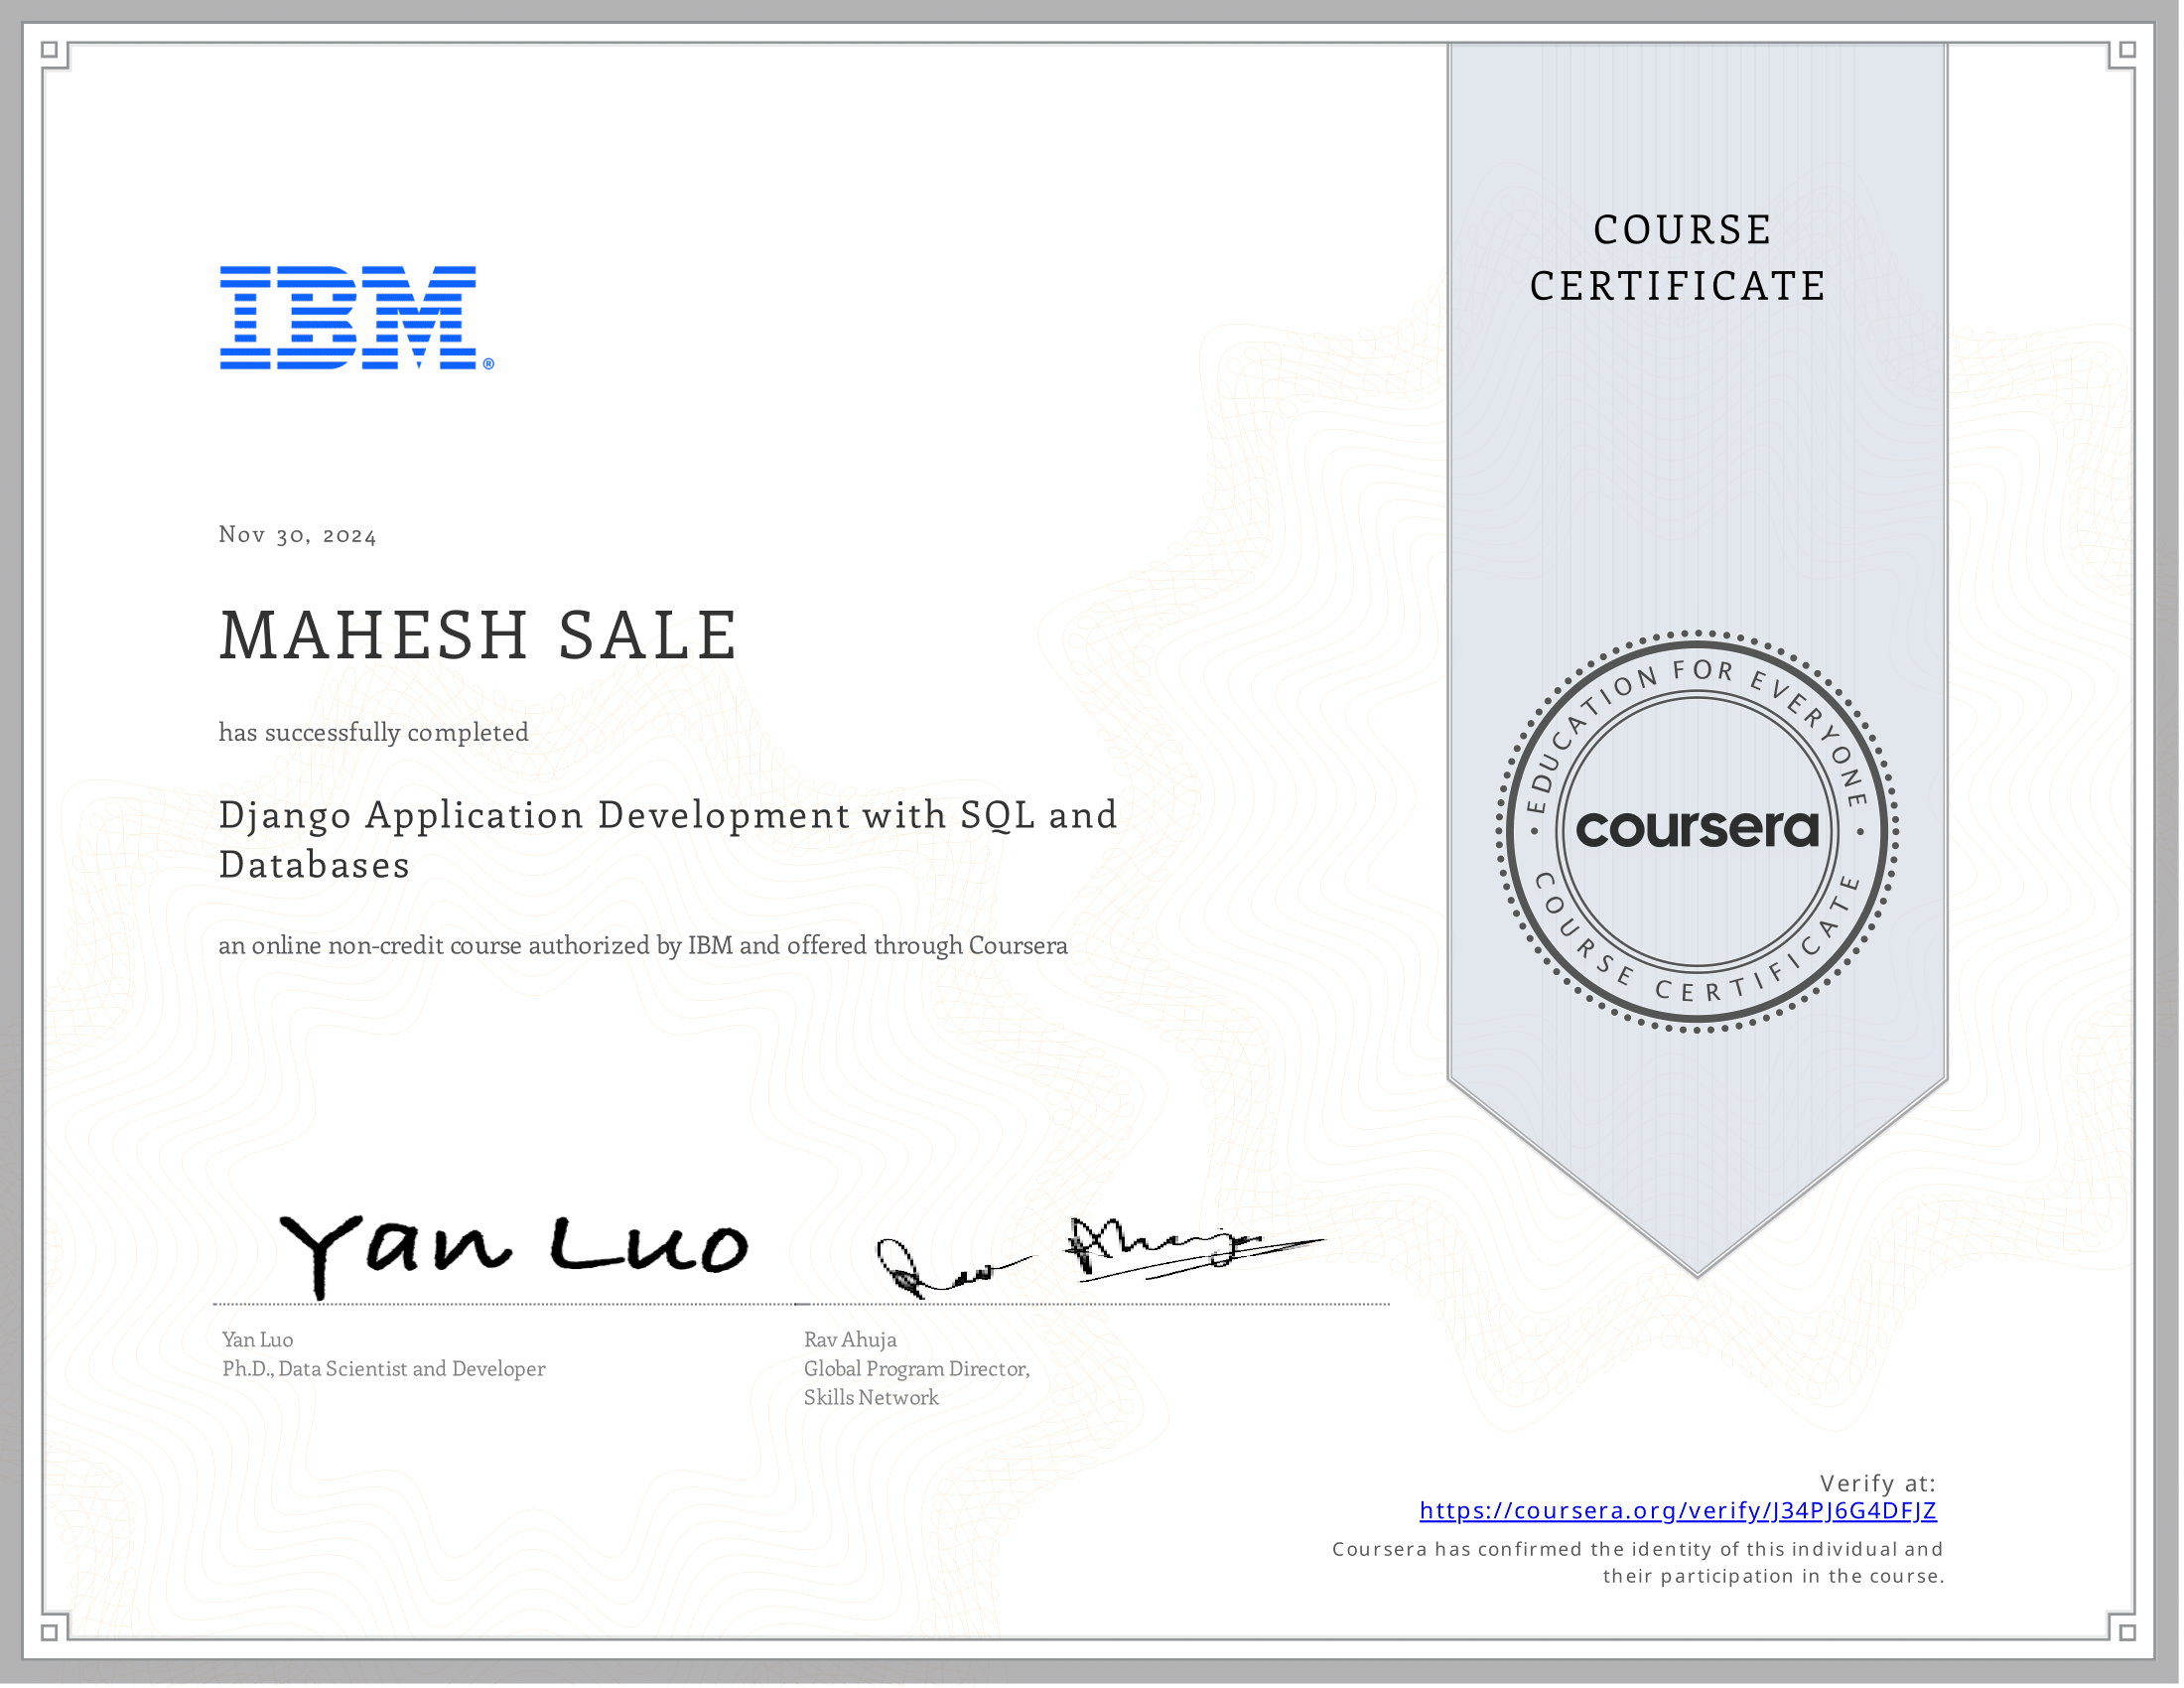 IBM®
Nov 30, 2024
MAHESH SALE
has successfully completed
Django Application Development with SQL and
Databases
an online non-credit course authorized by IBM and offered through Coursera
Yan Luo
Yan Luo
Ph.D., Data Scientist and Developer
Rav Ahuja
Global Program Director,
Skills Network
COURSE
CERTIFICATE
EDUCATION FOR EVERYONE
coursera
COURSE CERTIFICATE
Verify at:
https://coursera.org/verify/J34PJ6G4DFJZ
Coursera has confirmed the identity of this individual and
their participation in the course.